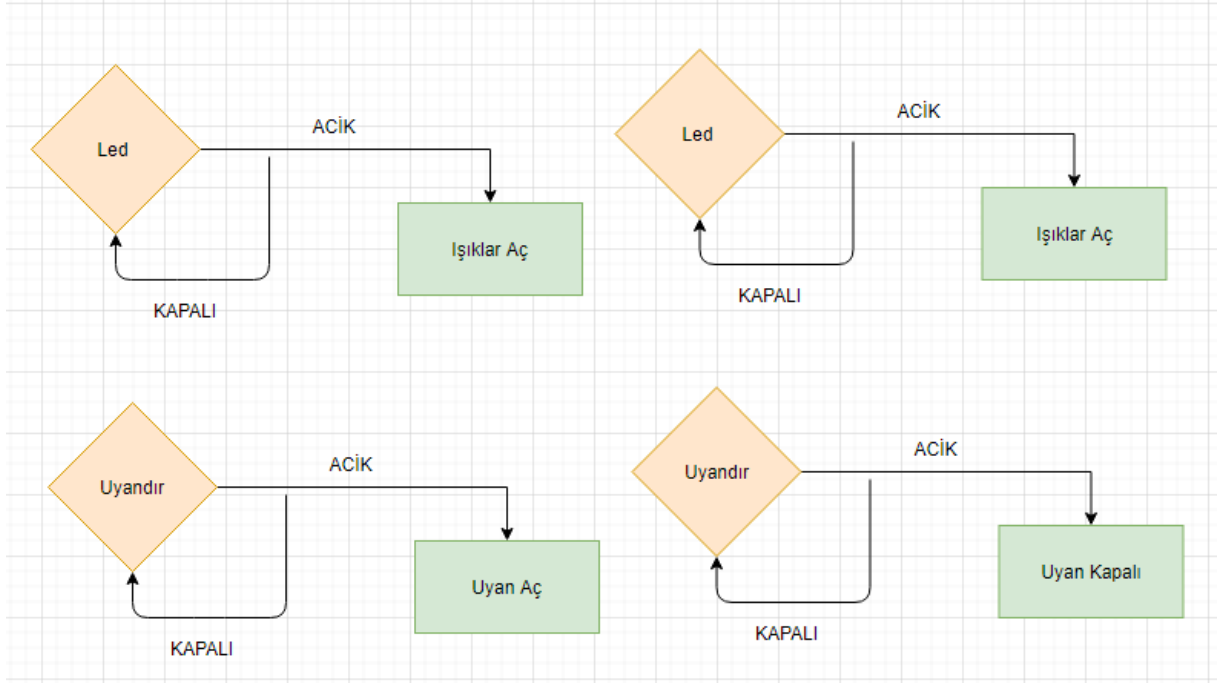 Led
ACİK
Işıklar Aç
KAPALI
Led
ACİK
Işıklar Aç
KAPALI
Uyandır
ACİK
Uyan Aç
KAPALI
Uyandır
ACİK
Uyan Kapalı
KAPALI